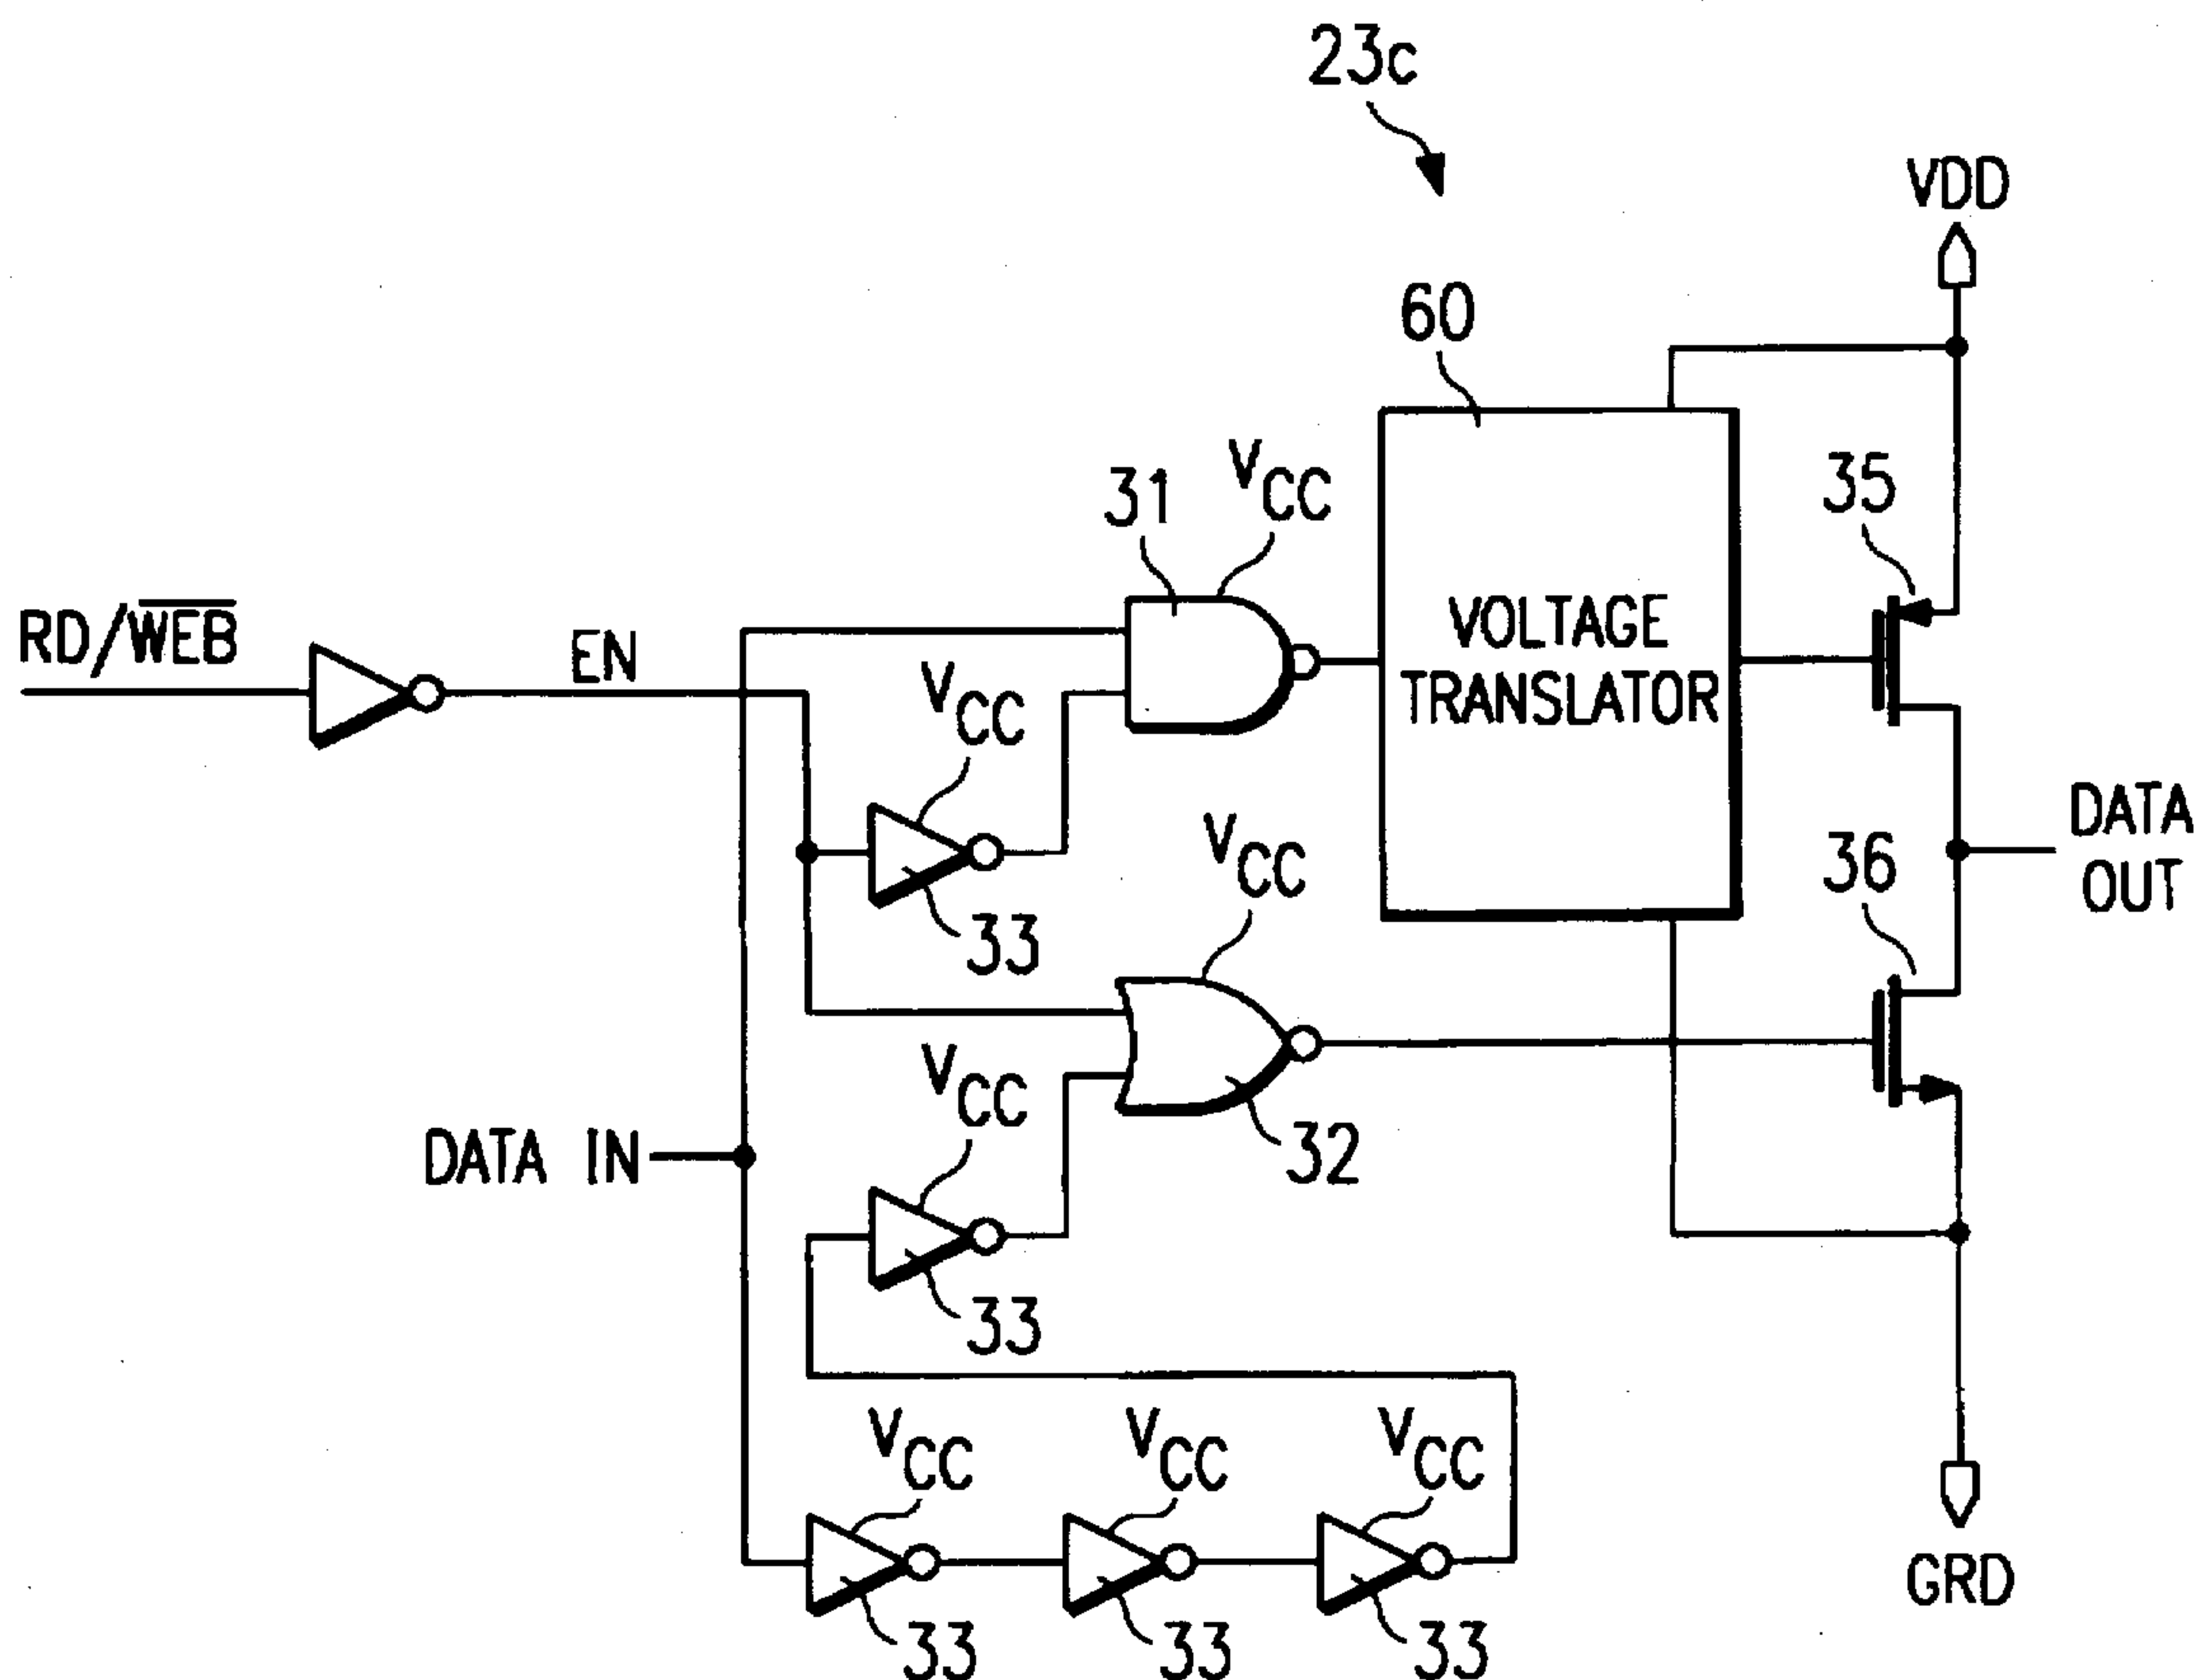 23c
VDD
60
31
VCC
35
RD/WEB
EN
VOLTAGE
TRANSLATOR
VCC
DATA
OUT
VCC
36
33
VCC
DATA IN
32
33
VCC
VCC
VCC
GRD
33
33
33